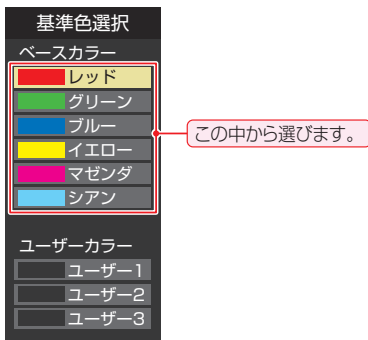 基準色選択
ベースカラー
レッド
グリーン
ブルー
イエロー
マゼンダ
シアン
この中から選びます。
ユーザーカラー
ユーザー1
ユーザー2
ユーザー3